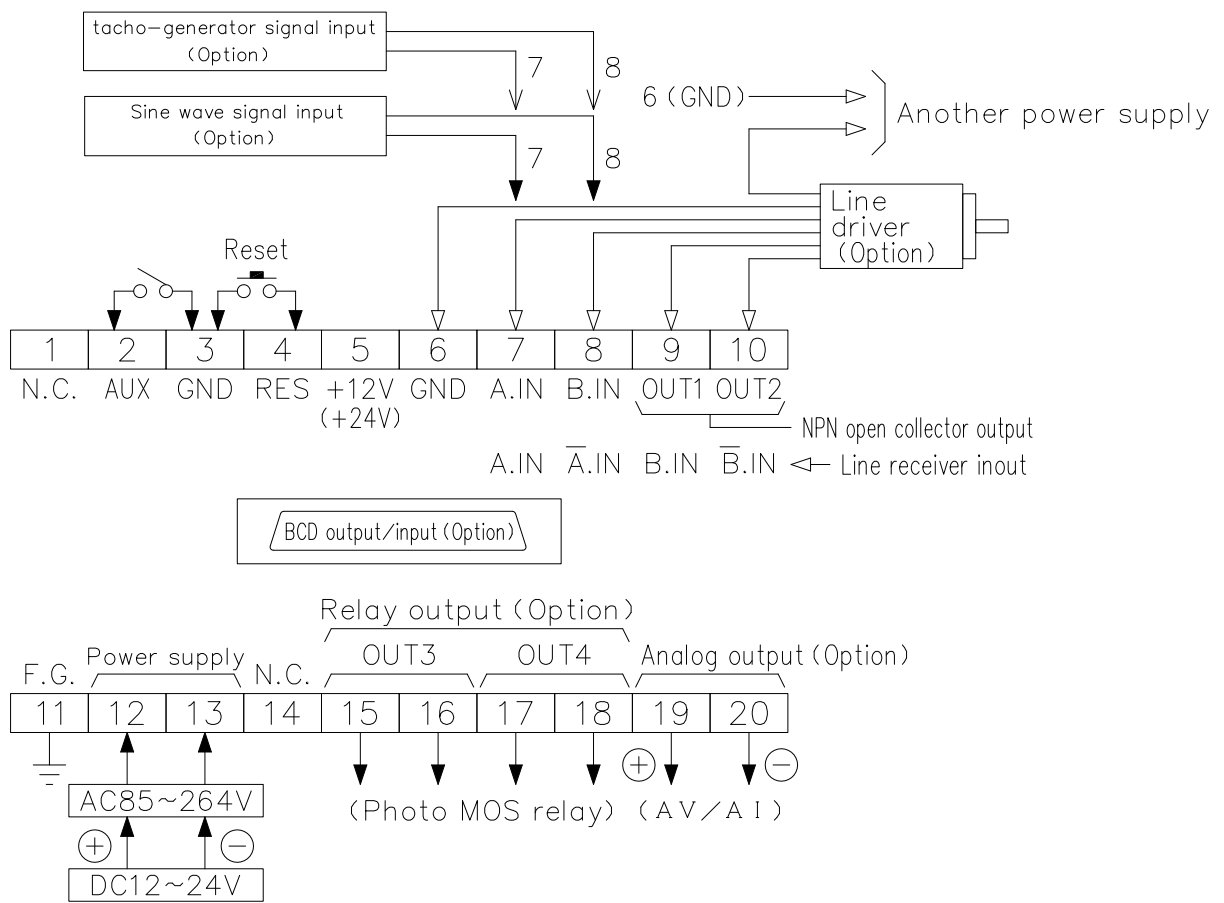 tacho-generator signal input
(Option)
7
8
6 (GND)
Another power supply
Sine wave signal input
(Option)
7
8
Line
driver
(Option)
Reset
1 2 3 4 5 6 7 8 9 10
N.C. AUX GND RES +12V GND A.IN B.IN OUT1 OUT2
(+24V)
NPN open collector output
A.IN A̅.IN B.IN B̅.IN Line receiver inout
BCD output/input (Option)
Relay output (Option)
F.G. Power supply N.C. OUT3 OUT4 Analog output (Option)
11 12 13 14 15 16 17 18 19 20
+ −
AC85~264V
(Photo MOS relay) (AV/AI)
+ −
DC12~24V